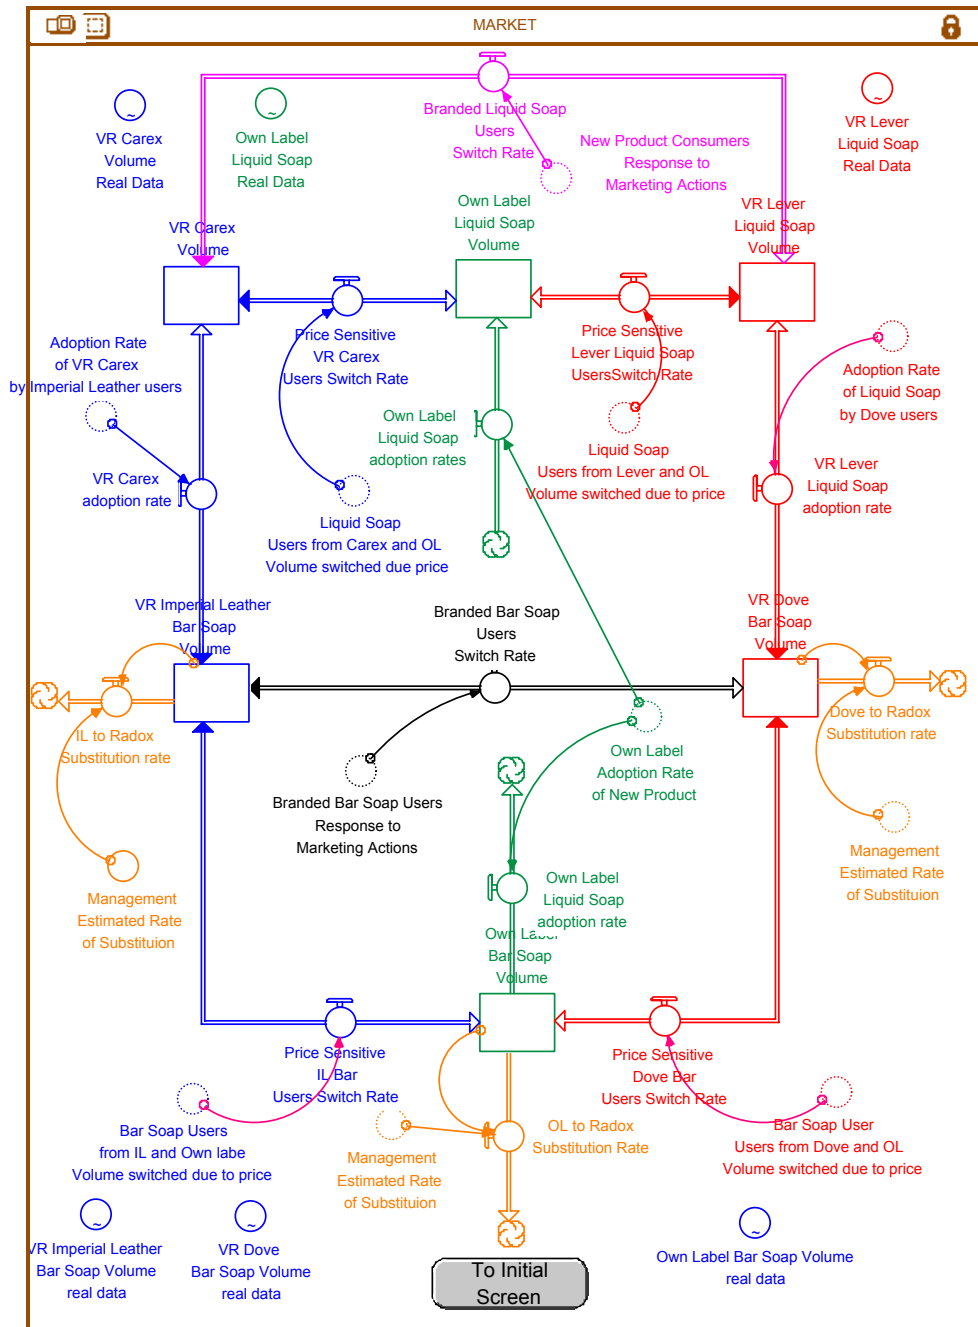 MARKET
VR Carex
Volume
Real Data
Own Label
Liquid Soap
Real Data
Branded Liquid Soap
Users
Switch Rate
New Product Consumers
Response to
Marketing Actions
VR Lever
Liquid Soap
Real Data
VR Carex
Volume
Own Label
Liquid Soap
Volume
VR Lever
Liquid Soap
Volume
Adoption Rate
of VR Carex
by Imperial Leather users
Price Sensitive
VR Carex
Users Switch Rate
Price Sensitive
Lever Liquid Soap
UsersSwitch Rate
Adoption Rate
of Liquid Soap
by Dove users
Own Label
Liquid Soap
adoption rates
VR Carex
adoption rate
Liquid Soap
Users from Carex and OL
Volume switched due price
Liquid Soap
Users from Lever and OL
Volume switched due to price
VR Lever
Liquid Soap
adoption rate
VR Imperial Leather
Bar Soap
Volume
Branded Bar Soap
Users
Switch Rate
VR Dove
Bar Soap
Volume
IL to Radox
Substitution rate
Dove to Radox
Substitution rate
Own Label
Adoption Rate
of New Product
Branded Bar Soap Users
Response to
Marketing Actions
Management
Estimated Rate
of Substituion
Management
Estimated Rate
of Substituion
Own Label
Liquid Soap
adoption rate
Own Label
Bar Soap
Volume
Price Sensitive
IL Bar
Users Switch Rate
Price Sensitive
Dove Bar
Users Switch Rate
Bar Soap Users
from IL and Own labe
Volume switched due to price
Management
Estimated Rate
of Substituion
OL to Radox
Substitution Rate
Bar Soap User
Users from Dove and OL
Volume switched due to price
VR Imperial Leather
Bar Soap Volume
real data
VR Dove
Bar Soap Volume
real data
Own Label Bar Soap Volume
real data
To Initial
Screen